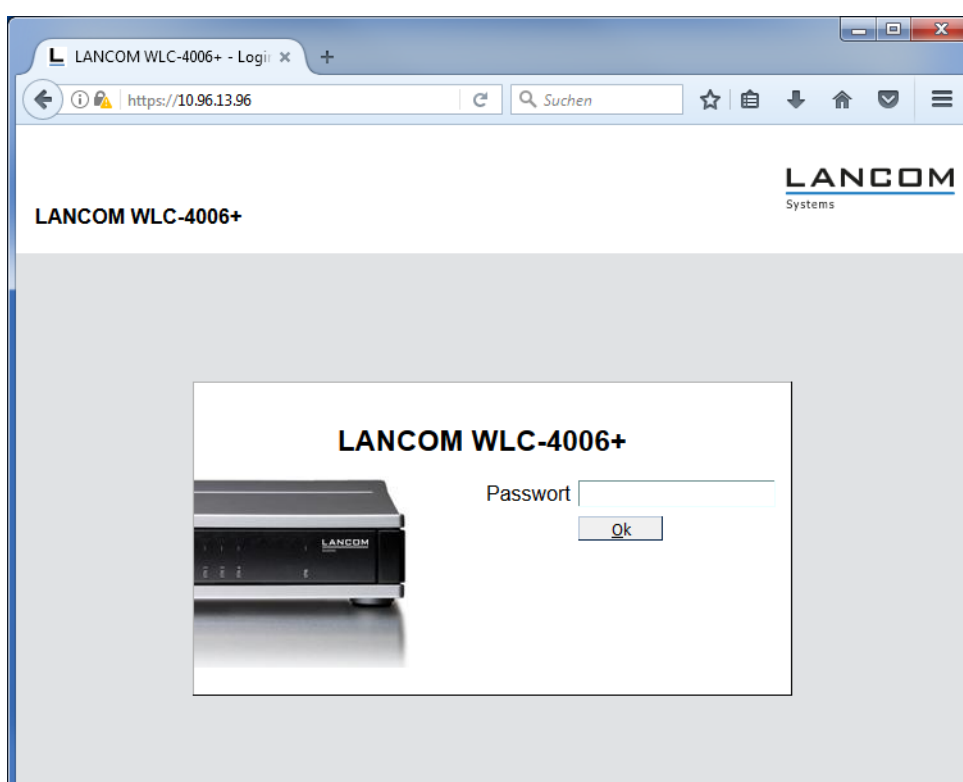 LANCOM WLC-4006+ - Login
https://10.96.13.96
Suchen
LANCOM
Systems
LANCOM WLC-4006+
LANCOM WLC-4006+
Passwort
Ok
LANCOM